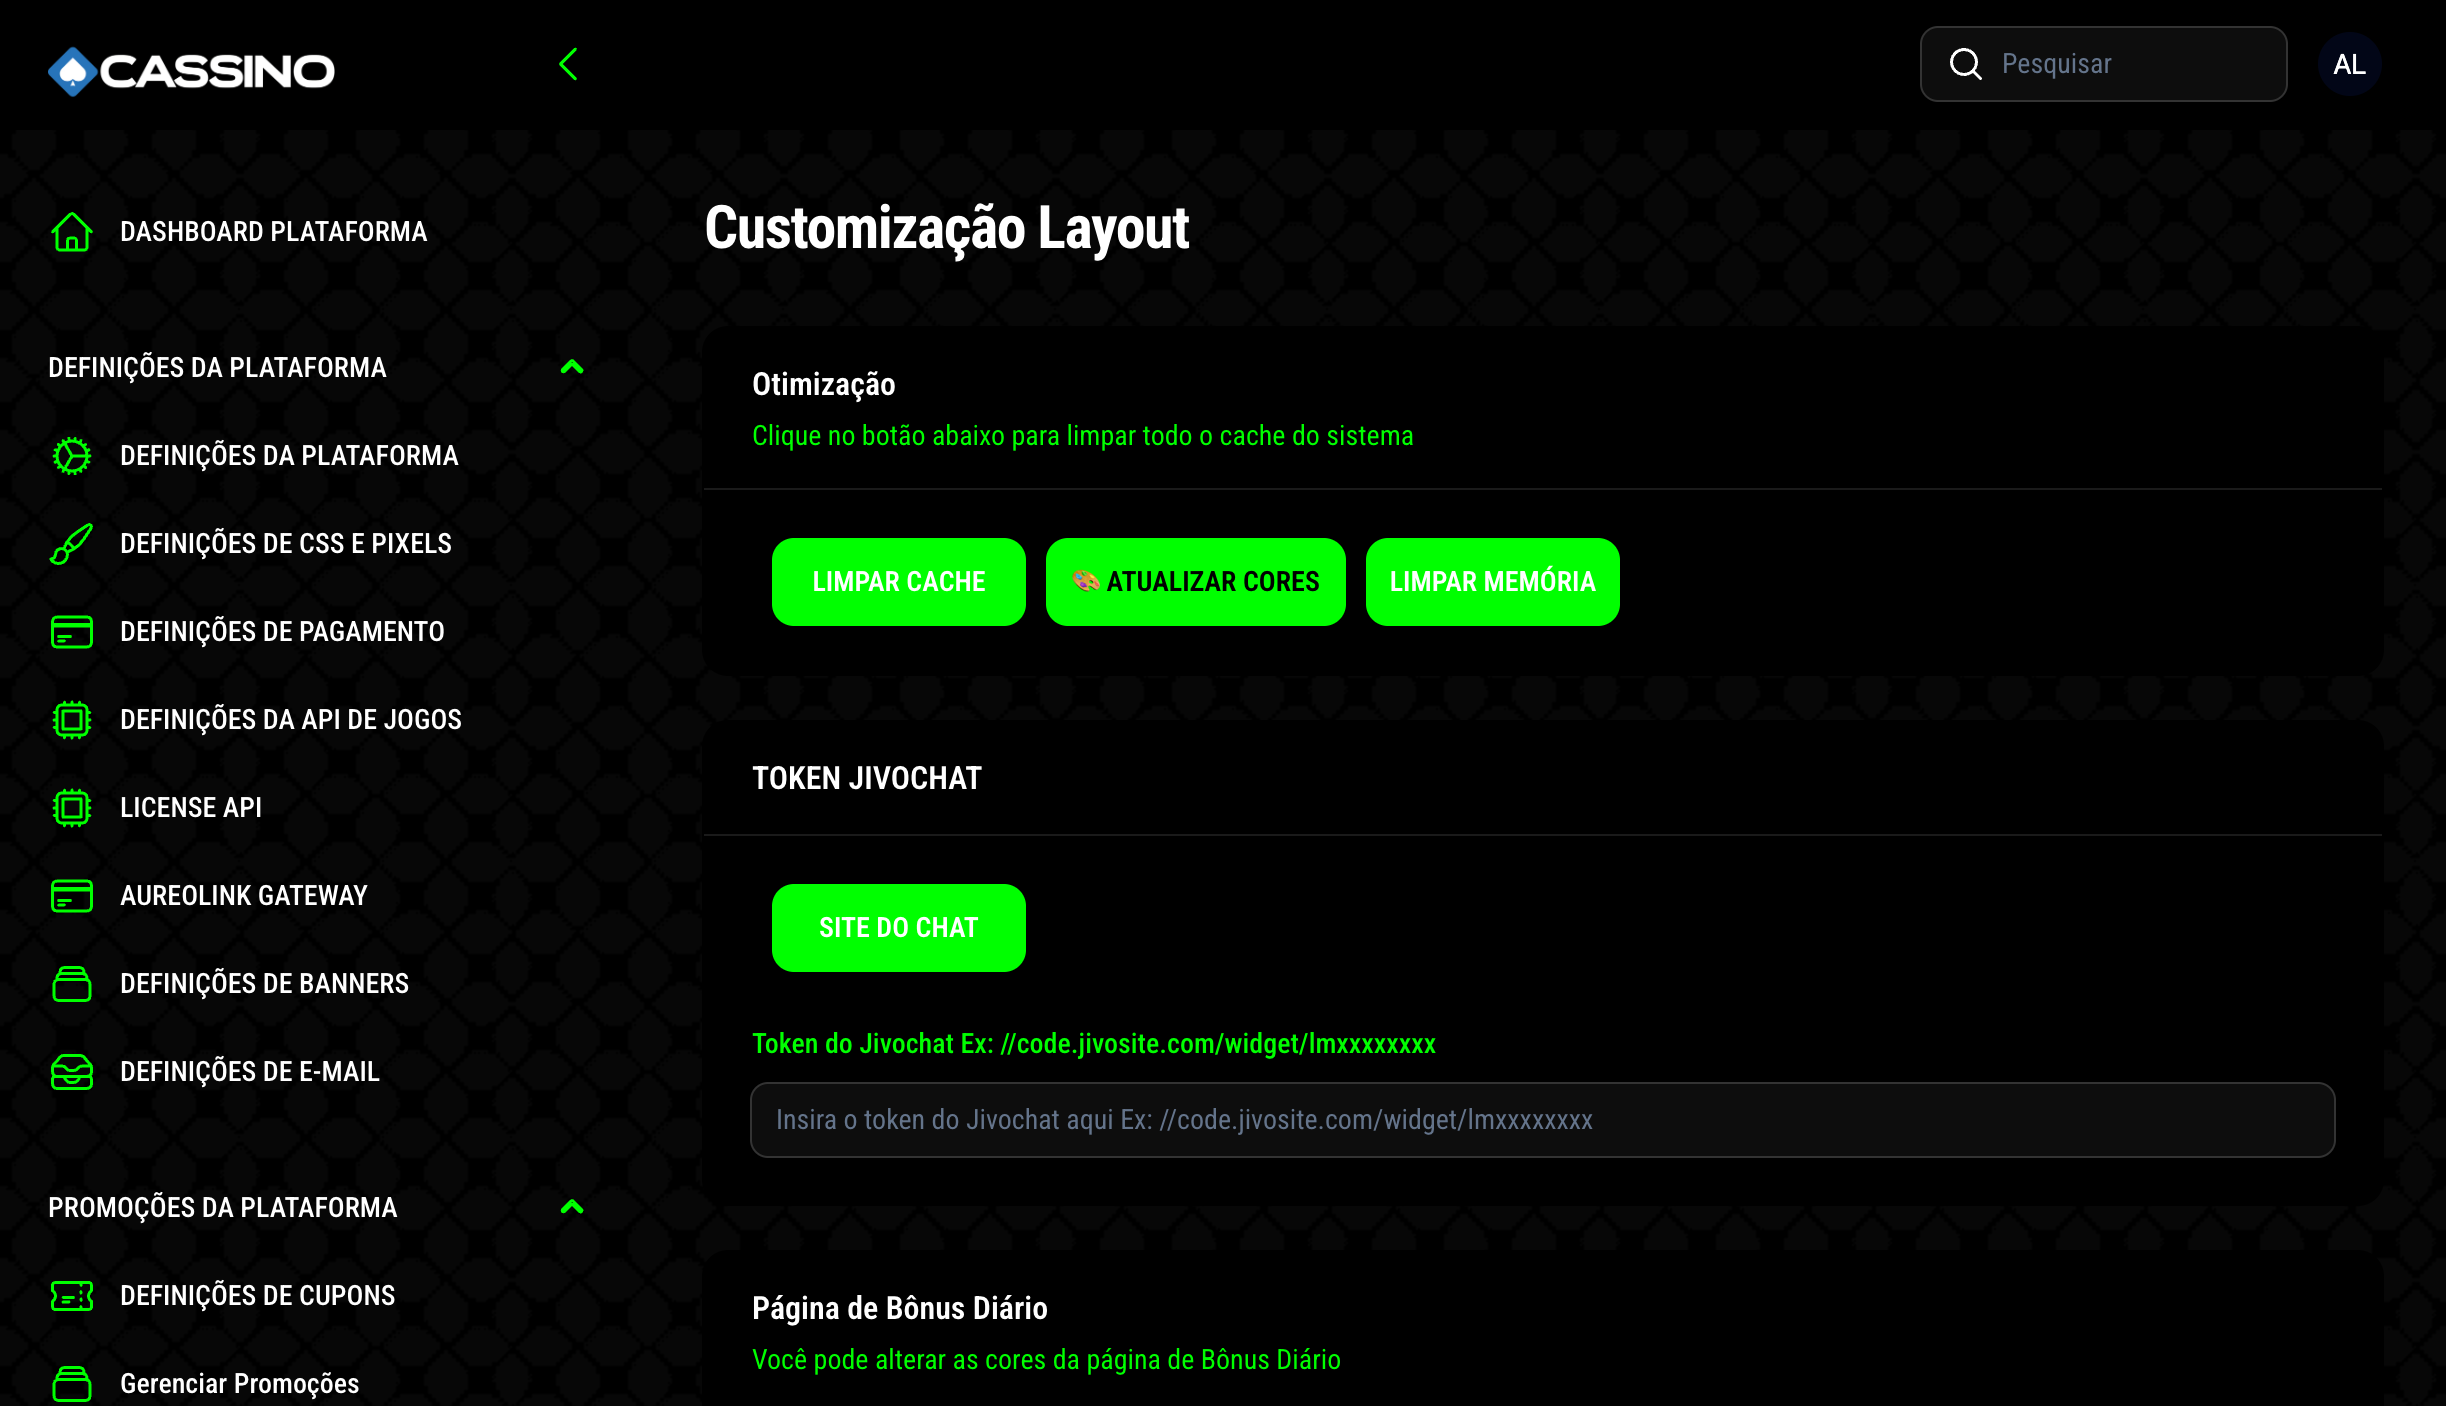 CASSINO
Pesquisar
AL
DASHBOARD PLATAFORMA
DEFINIÇÕES DA PLATAFORMA
DEFINIÇÕES DA PLATAFORMA
DEFINIÇÕES DE CSS E PIXELS
DEFINIÇÕES DE PAGAMENTO
DEFINIÇÕES DA API DE JOGOS
LICENSE API
AUREOLINK GATEWAY
DEFINIÇÕES DE BANNERS
DEFINIÇÕES DE E-MAIL
PROMOÇÕES DA PLATAFORMA
DEFINIÇÕES DE CUPONS
Gerenciar Promoções
Customização Layout
Otimização
Clique no botão abaixo para limpar todo o cache do sistema
LIMPAR CACHE
🎨 ATUALIZAR CORES
LIMPAR MEMÓRIA
TOKEN JIVOCHAT
SITE DO CHAT
Token do Jivochat Ex: //code.jivosite.com/widget/lmxxxxxxxx
Insira o token do Jivochat aqui Ex: //code.jivosite.com/widget/lmxxxxxxxx
Página de Bônus Diário
Você pode alterar as cores da página de Bônus Diário